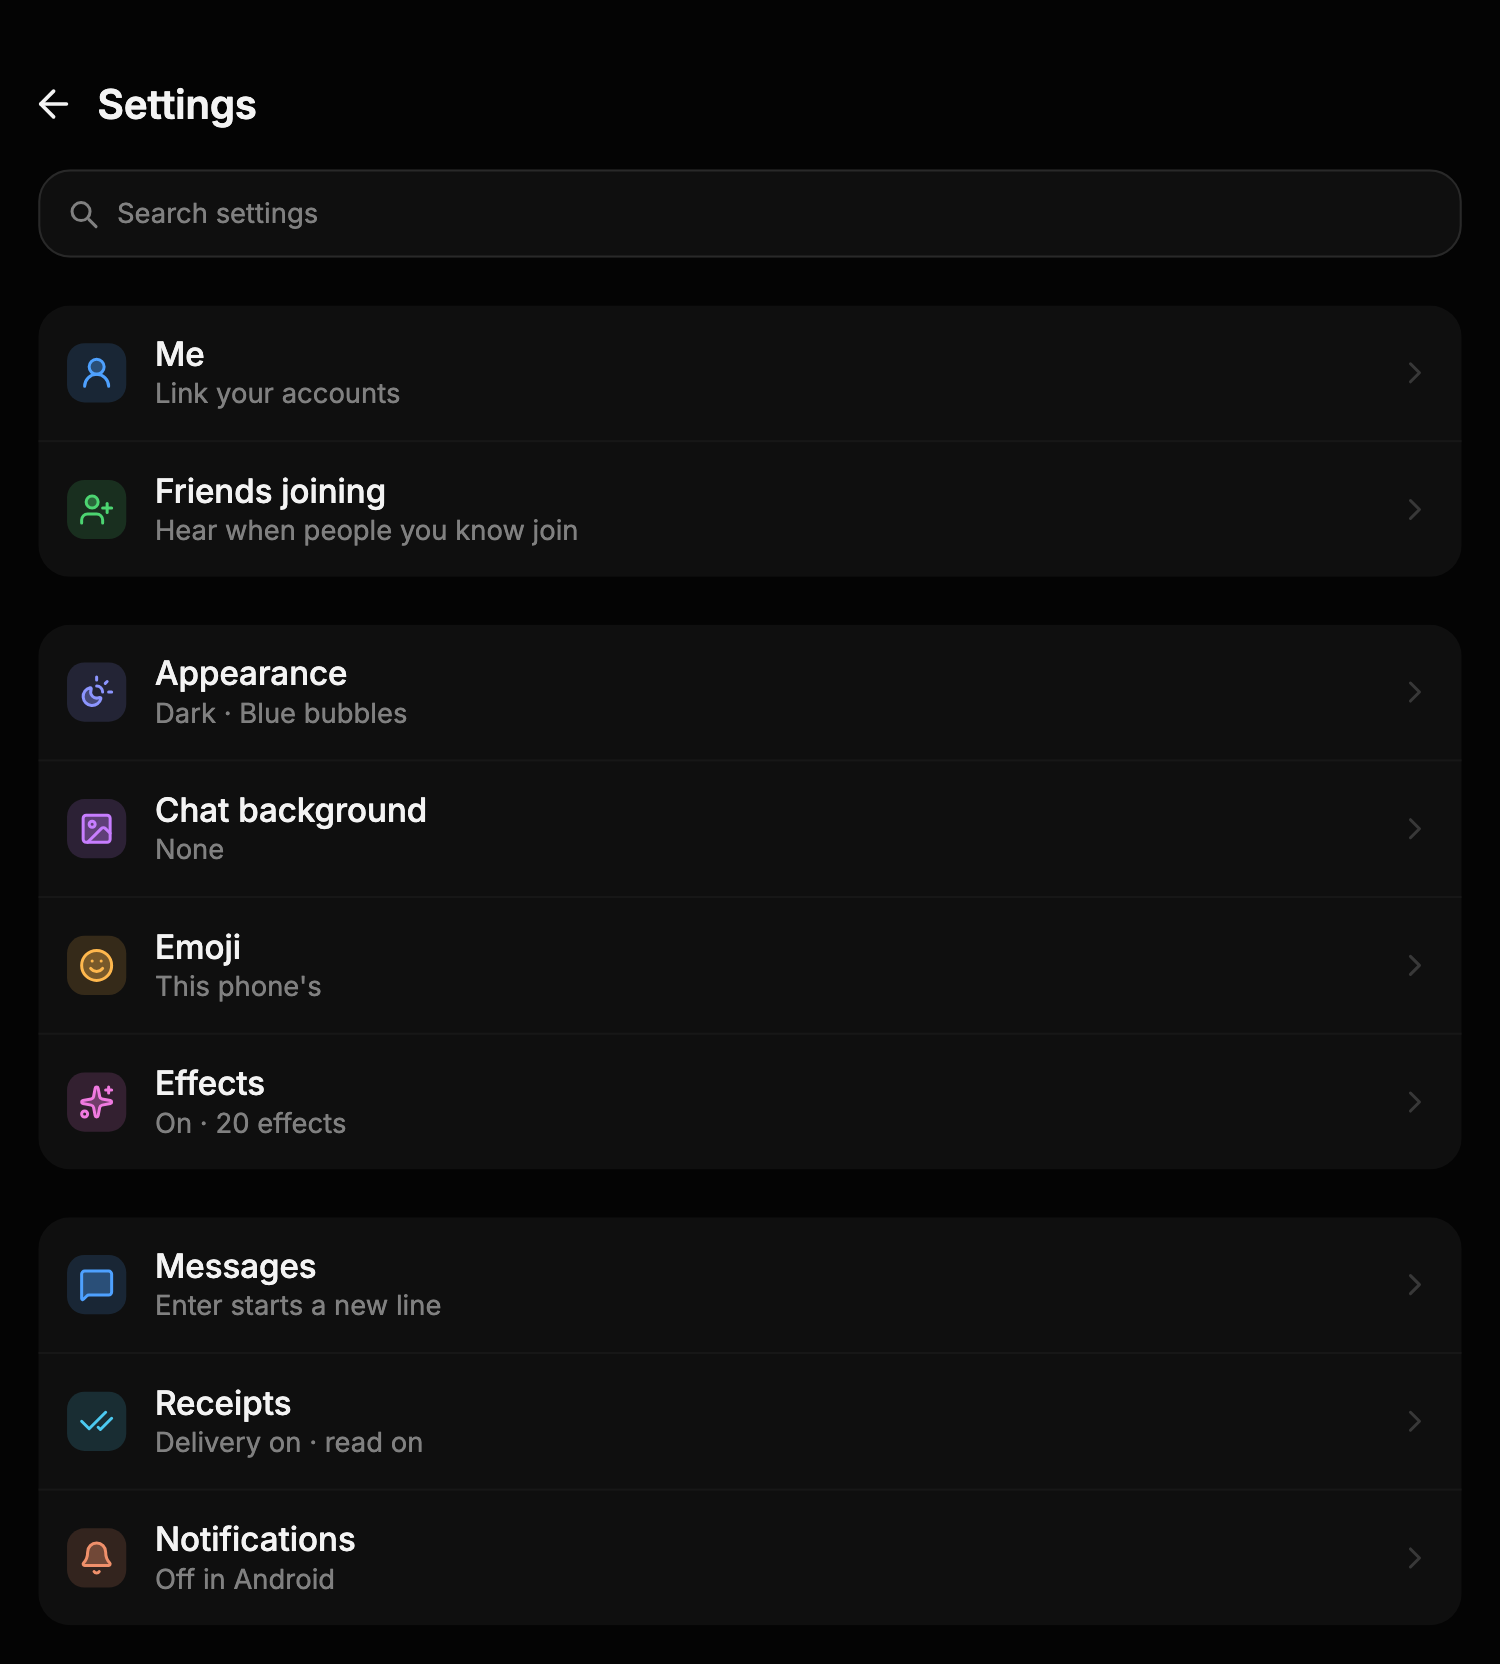 Settings
Search settings
Me
Link your accounts
Friends joining
Hear when people you know join
Appearance
Dark · Blue bubbles
Chat background
None
Emoji
This phone's
Effects
On · 20 effects
Messages
Enter starts a new line
Receipts
Delivery on · read on
Notifications
Off in Android